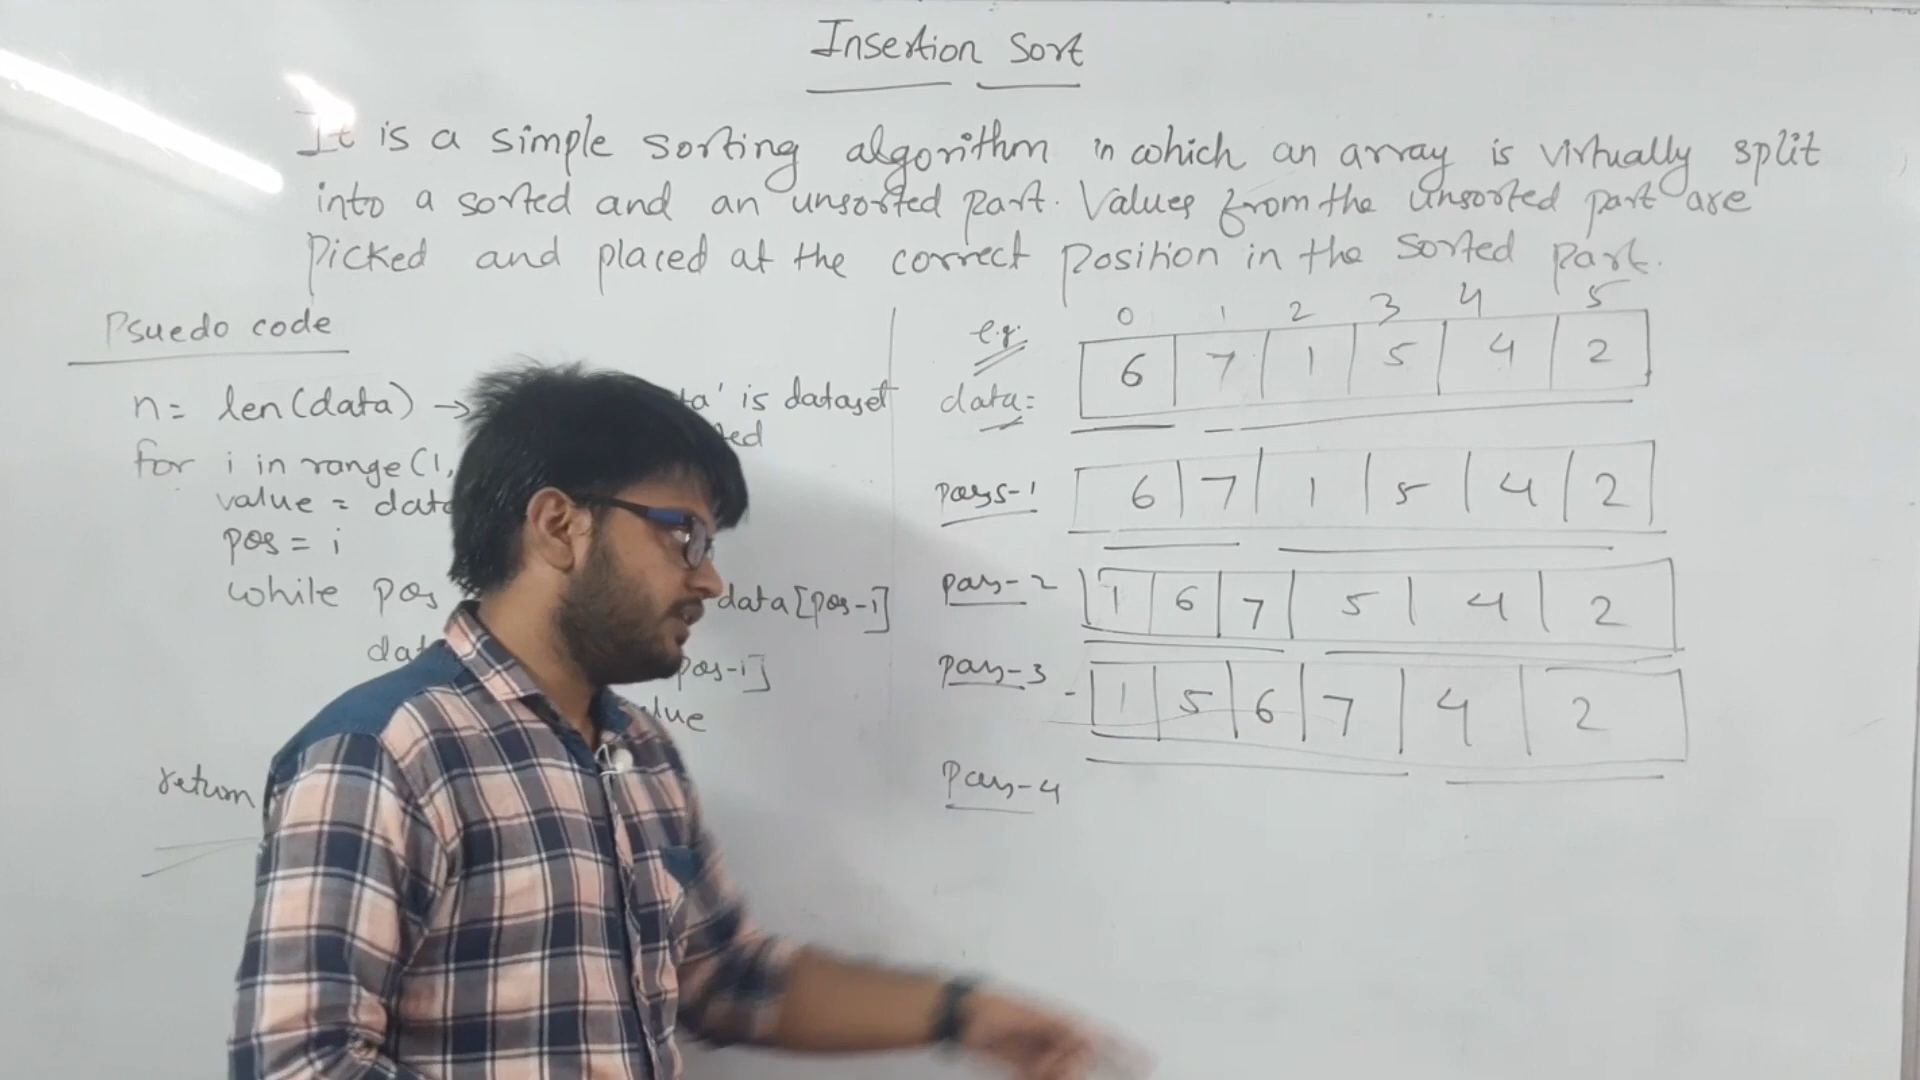 Insertion Sort
It is a simple sorting algorithm in which an array is virtually split
into a sorted and an unsorted part. Values from the unsorted part are
Picked and placed at the correct position in the sorted part.
Psuedo code
n = len(data) → ta' is dataset
ted
for i in range (1,
value = data
pos = i
while pos data[pos-1]
dat pos-1]
lue
return
e.g. 0 1 2 3 4 5
data = 6 7 1 5 4 2
pass-1 6 7 1 5 4 2
pass-2 1 6 7 5 4 2
pass-3 1 5 6 7 4 2
pass-4